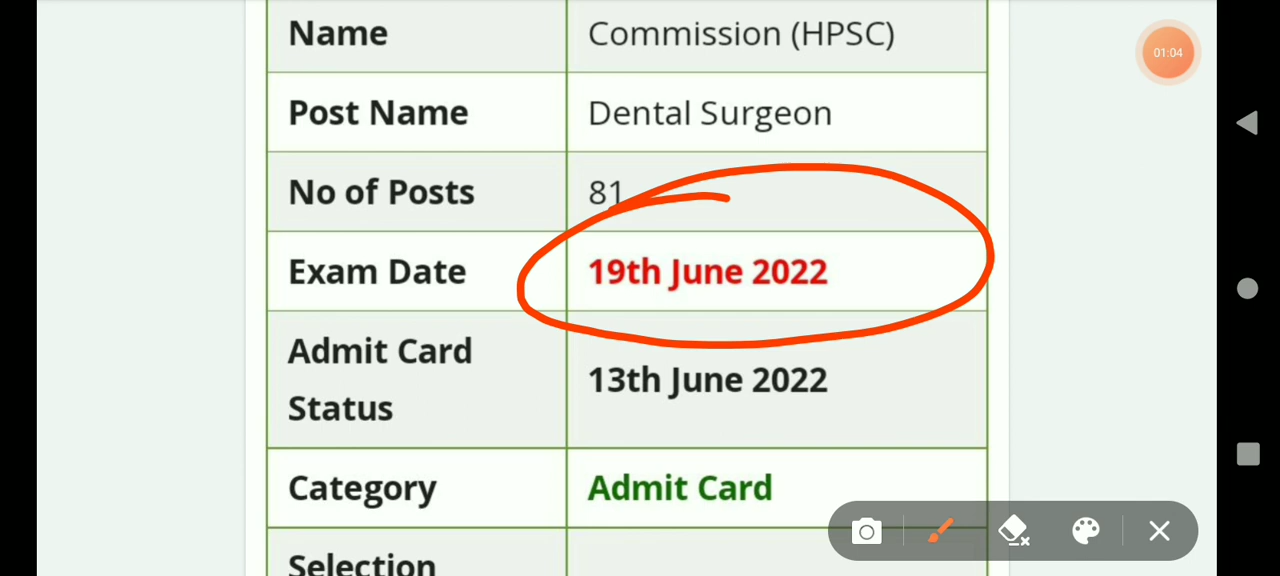 Name Commission (HPSC)
01:04
Post Name Dental Surgeon
No of Posts 81
Exam Date 19th June 2022
Admit Card
Status
13th June 2022
Category Admit Card
Selection